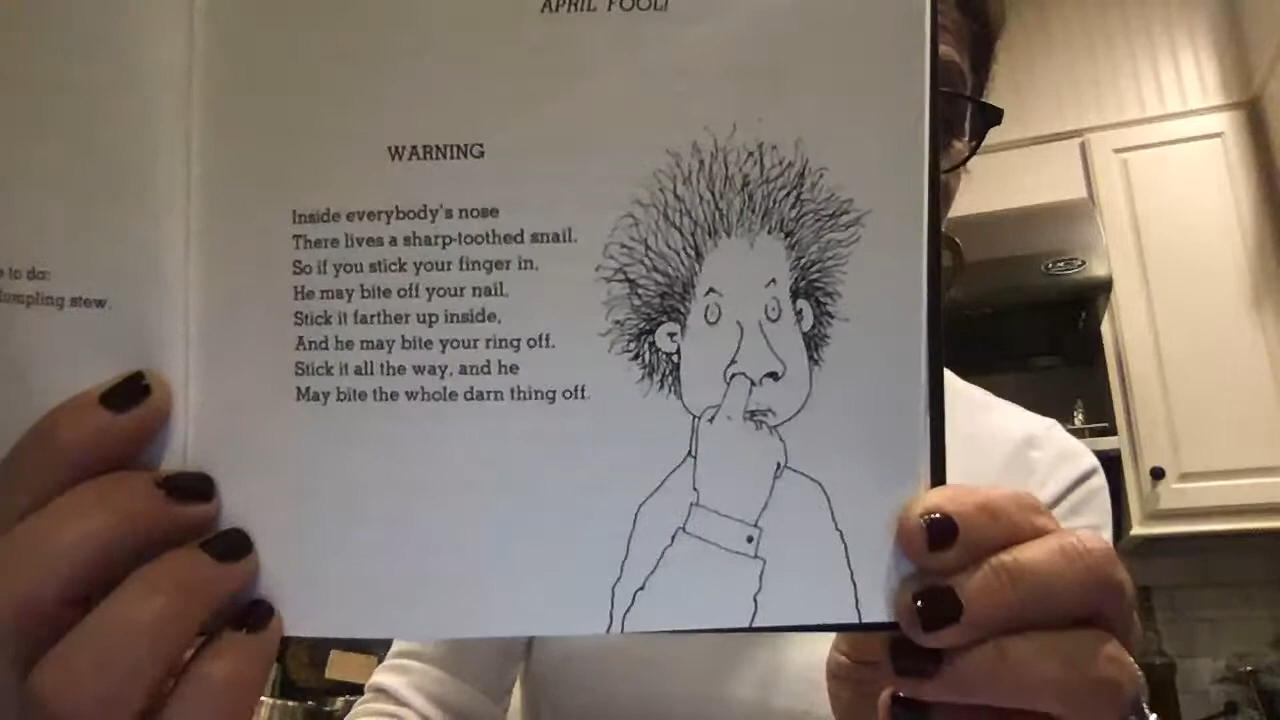 APRIL FOOL!
to do:
dumpling stew.
WARNING
Inside everybody's nose
There lives a sharp-toothed snail.
So if you stick your finger in,
He may bite off your nail.
Stick it farther up inside,
And he may bite your ring off.
Stick it all the way, and he
May bite the whole darn thing off.